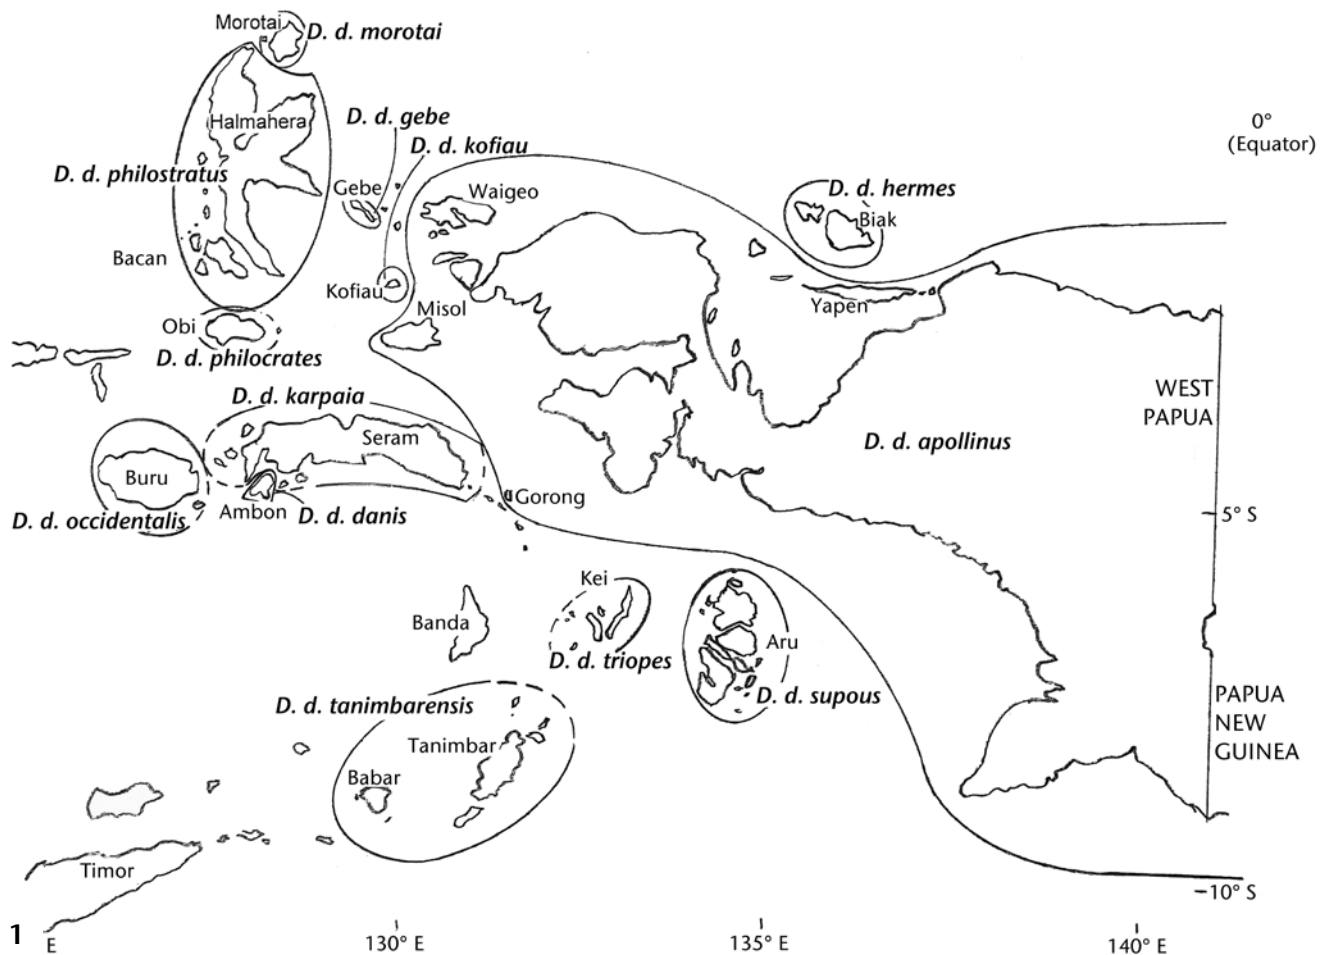 Morotai
D. d. morotai
Halmahera
D. d. gebe
0°
(Equator)
D. d. kofiau
D. d. philostratus
Gebe
Waigeo
D. d. hermes
Biak
Bacan
Kofiau
Misol
Yapen
Obi
D. d. philocrates
WEST
PAPUA
D. d. karpaia
Seram
D. d. apollinus
Buru
Gorong
Ambon
D. d. danis
D. d. occidentalis
5° S
Kei
Banda
Aru
D. d. triopes
D. d. supous
PAPUA
NEW
GUINEA
D. d. tanimbarensis
Tanimbar
Babar
Timor
10° S
1
E
130° E
135° E
140° E